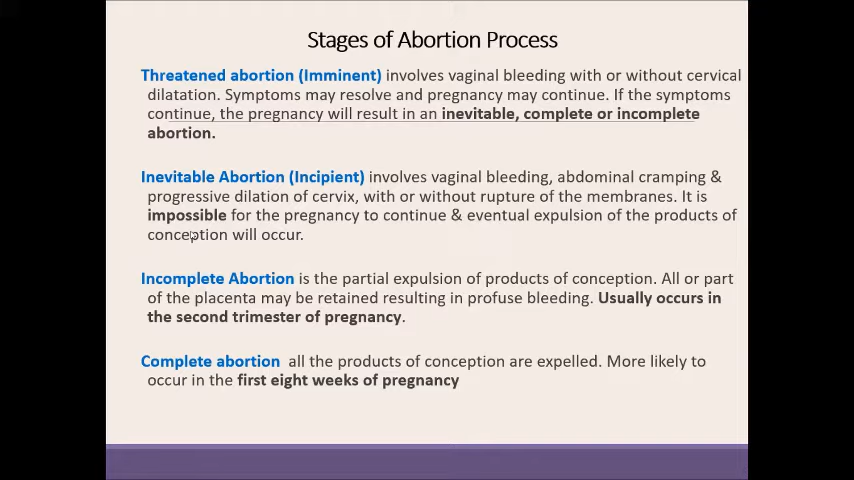 Stages of Abortion Process
Threatened abortion (Imminent) involves vaginal bleeding with or without cervical
dilatation. Symptoms may resolve and pregnancy may continue. If the symptoms
continue, the pregnancy will result in an inevitable, complete or incomplete
abortion.
Inevitable Abortion (Incipient) involves vaginal bleeding, abdominal cramping &
progressive dilation of cervix, with or without rupture of the membranes. It is
impossible for the pregnancy to continue & eventual expulsion of the products of
conception will occur.
Incomplete Abortion is the partial expulsion of products of conception. All or part
of the placenta may be retained resulting in profuse bleeding. Usually occurs in
the second trimester of pregnancy.
Complete abortion all the products of conception are expelled. More likely to
occur in the first eight weeks of pregnancy